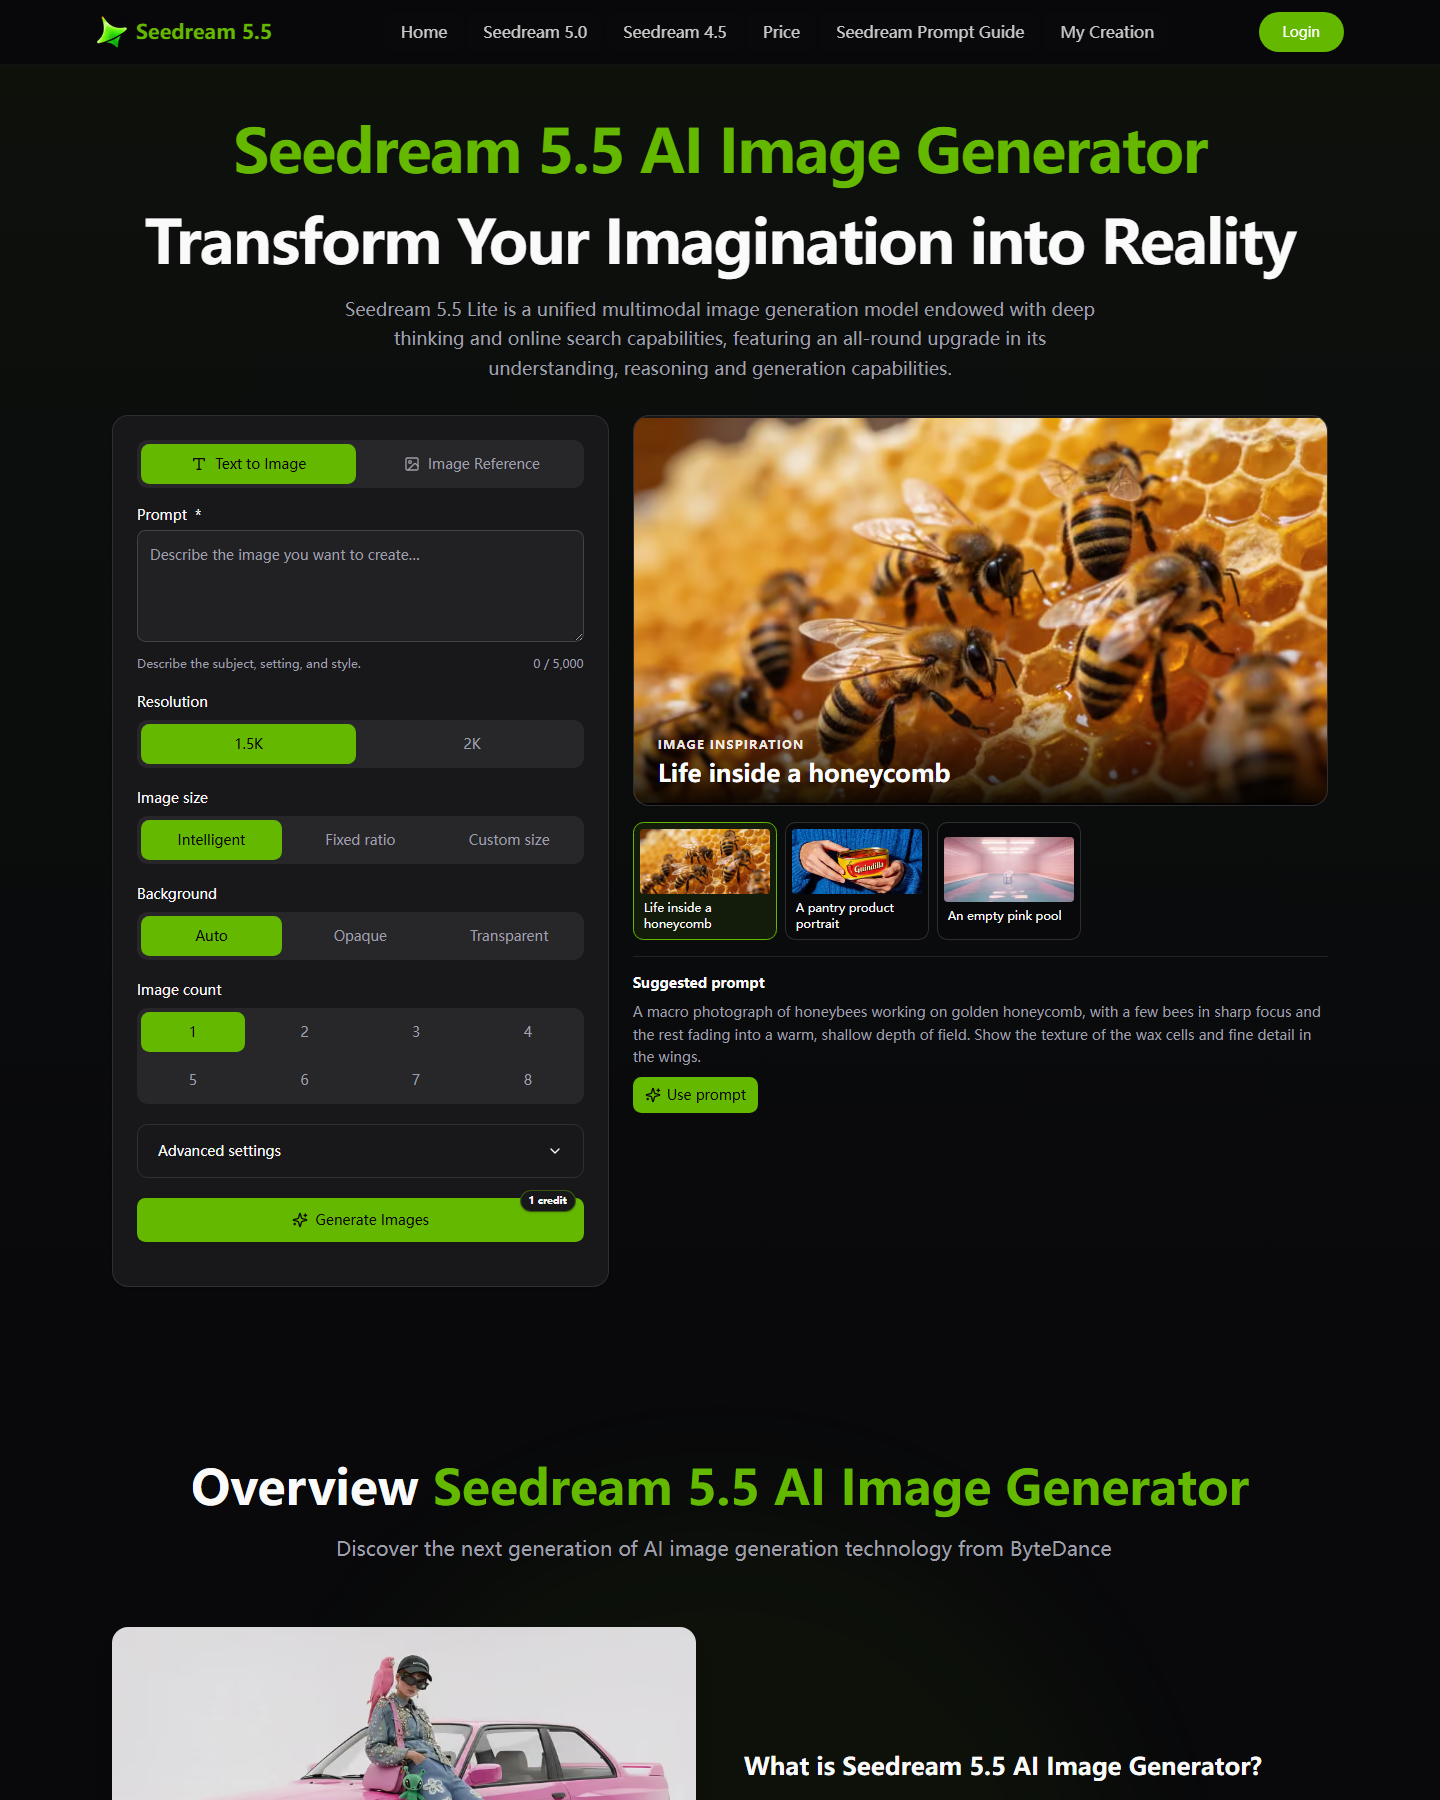 Seedream 5.5
Home
Seedream 5.0
Seedream 4.5
Price
Seedream Prompt Guide
My Creation
Login
Seedream 5.5 AI Image Generator
Transform Your Imagination into Reality
Seedream 5.5 Lite is a unified multimodal image generation model endowed with deep
thinking and online search capabilities, featuring an all-round upgrade in its
understanding, reasoning and generation capabilities.
Text to Image
Image Reference
Prompt *
Describe the image you want to create...
Describe the subject, setting, and style.
0 / 5,000
Resolution
1.5K
2K
Image size
Intelligent
Fixed ratio
Custom size
Background
Auto
Opaque
Transparent
Image count
1
2
3
4
5
6
7
8
Advanced settings
1 credit
Generate Images
IMAGE INSPIRATION
Life inside a honeycomb
Life inside a
honeycomb
Guindilla
A pantry product
portrait
An empty pink pool
Suggested prompt
A macro photograph of honeybees working on golden honeycomb, with a few bees in sharp focus and
the rest fading into a warm, shallow depth of field. Show the texture of the wax cells and fine detail in
the wings.
Use prompt
Overview Seedream 5.5 AI Image Generator
Discover the next generation of AI image generation technology from ByteDance
What is Seedream 5.5 AI Image Generator?